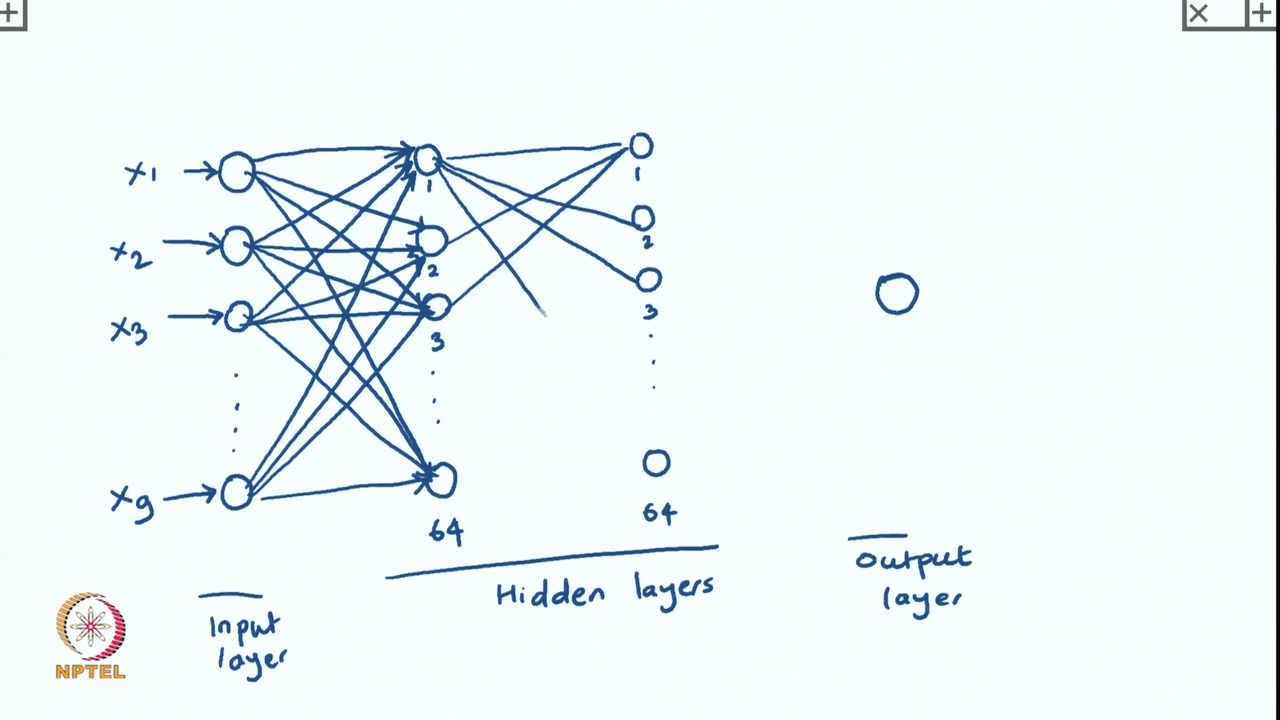 x1
x2
x3
x9
1
2
3
64
1
2
3
64
Input
layer
Hidden layers
Output
layer
NPTEL